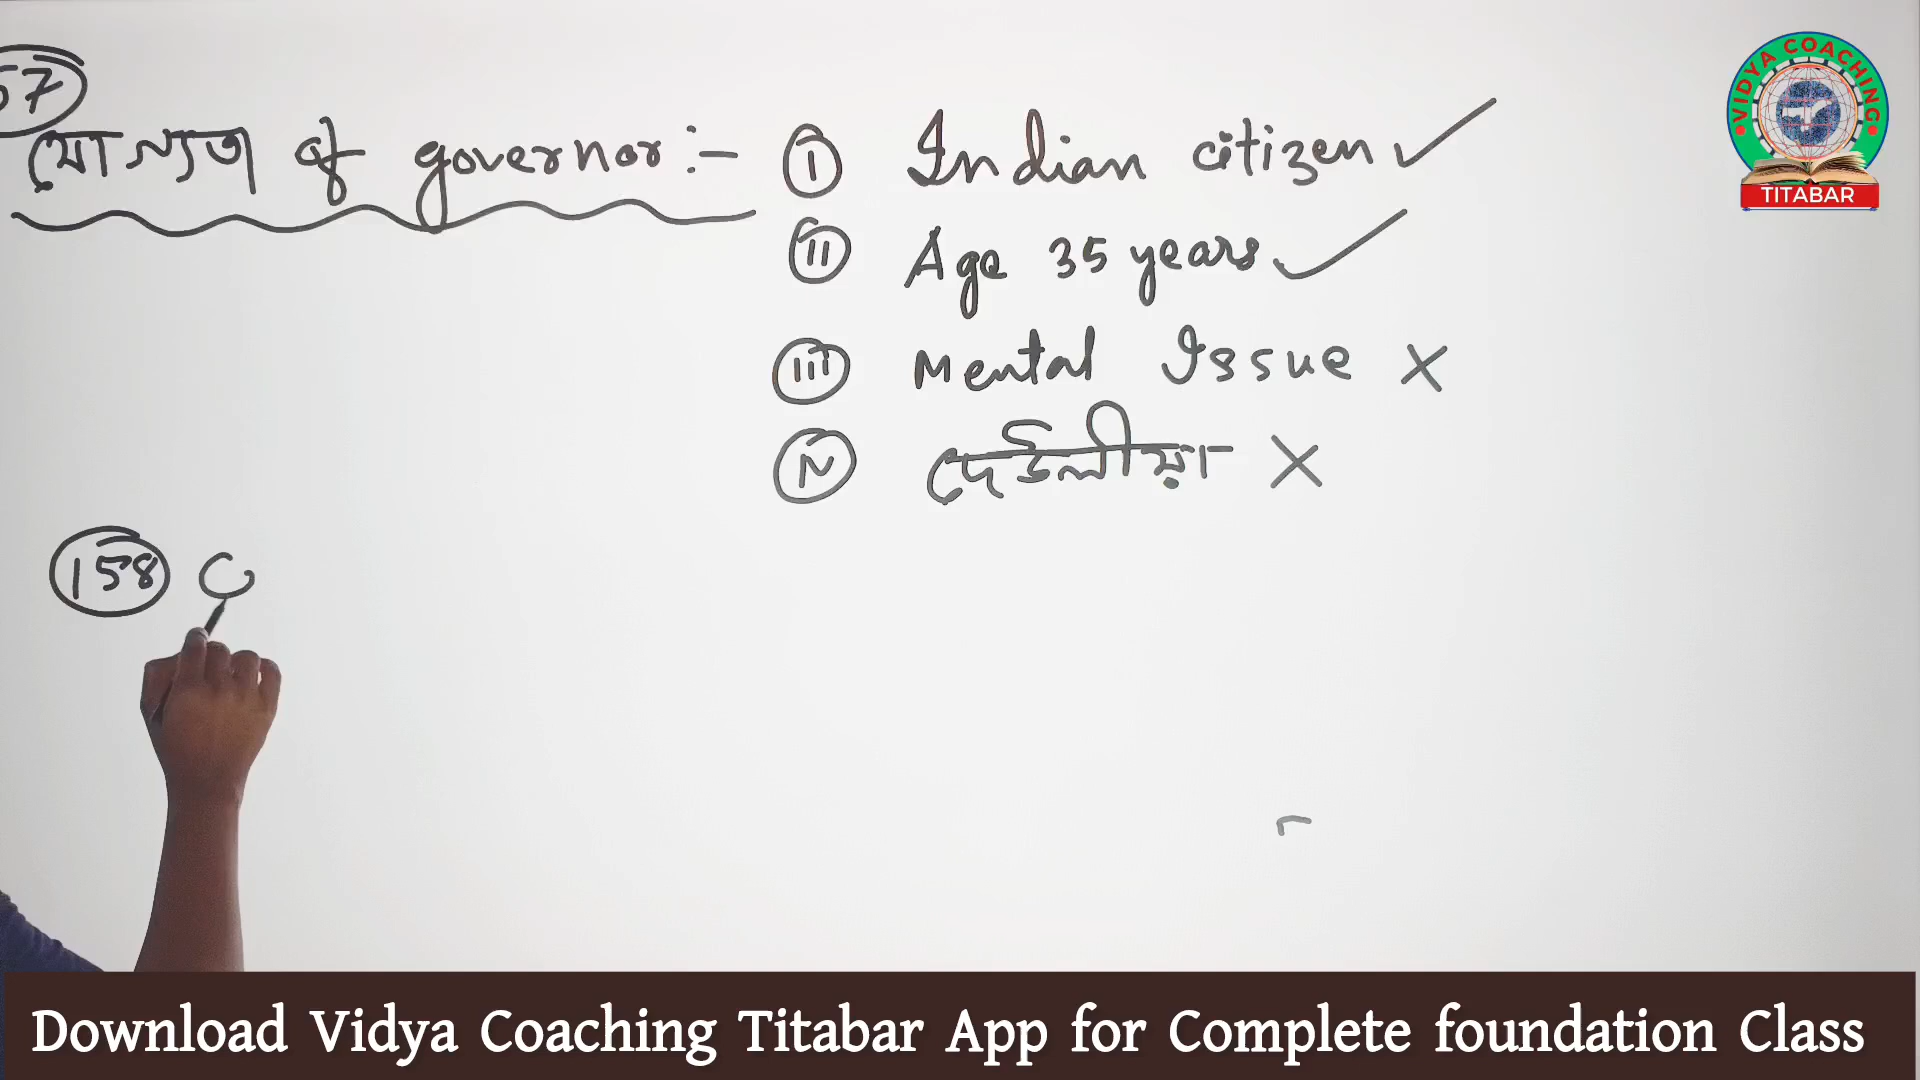 57
যোগ্যতা of governor :-
I Indian citizen ✓
II Age 35 years ✓
III Mental Issue X
IV দেউলীয়া X
158 C
VIDYA COACHING
TITABAR
Download Vidya Coaching Titabar App for Complete foundation Class